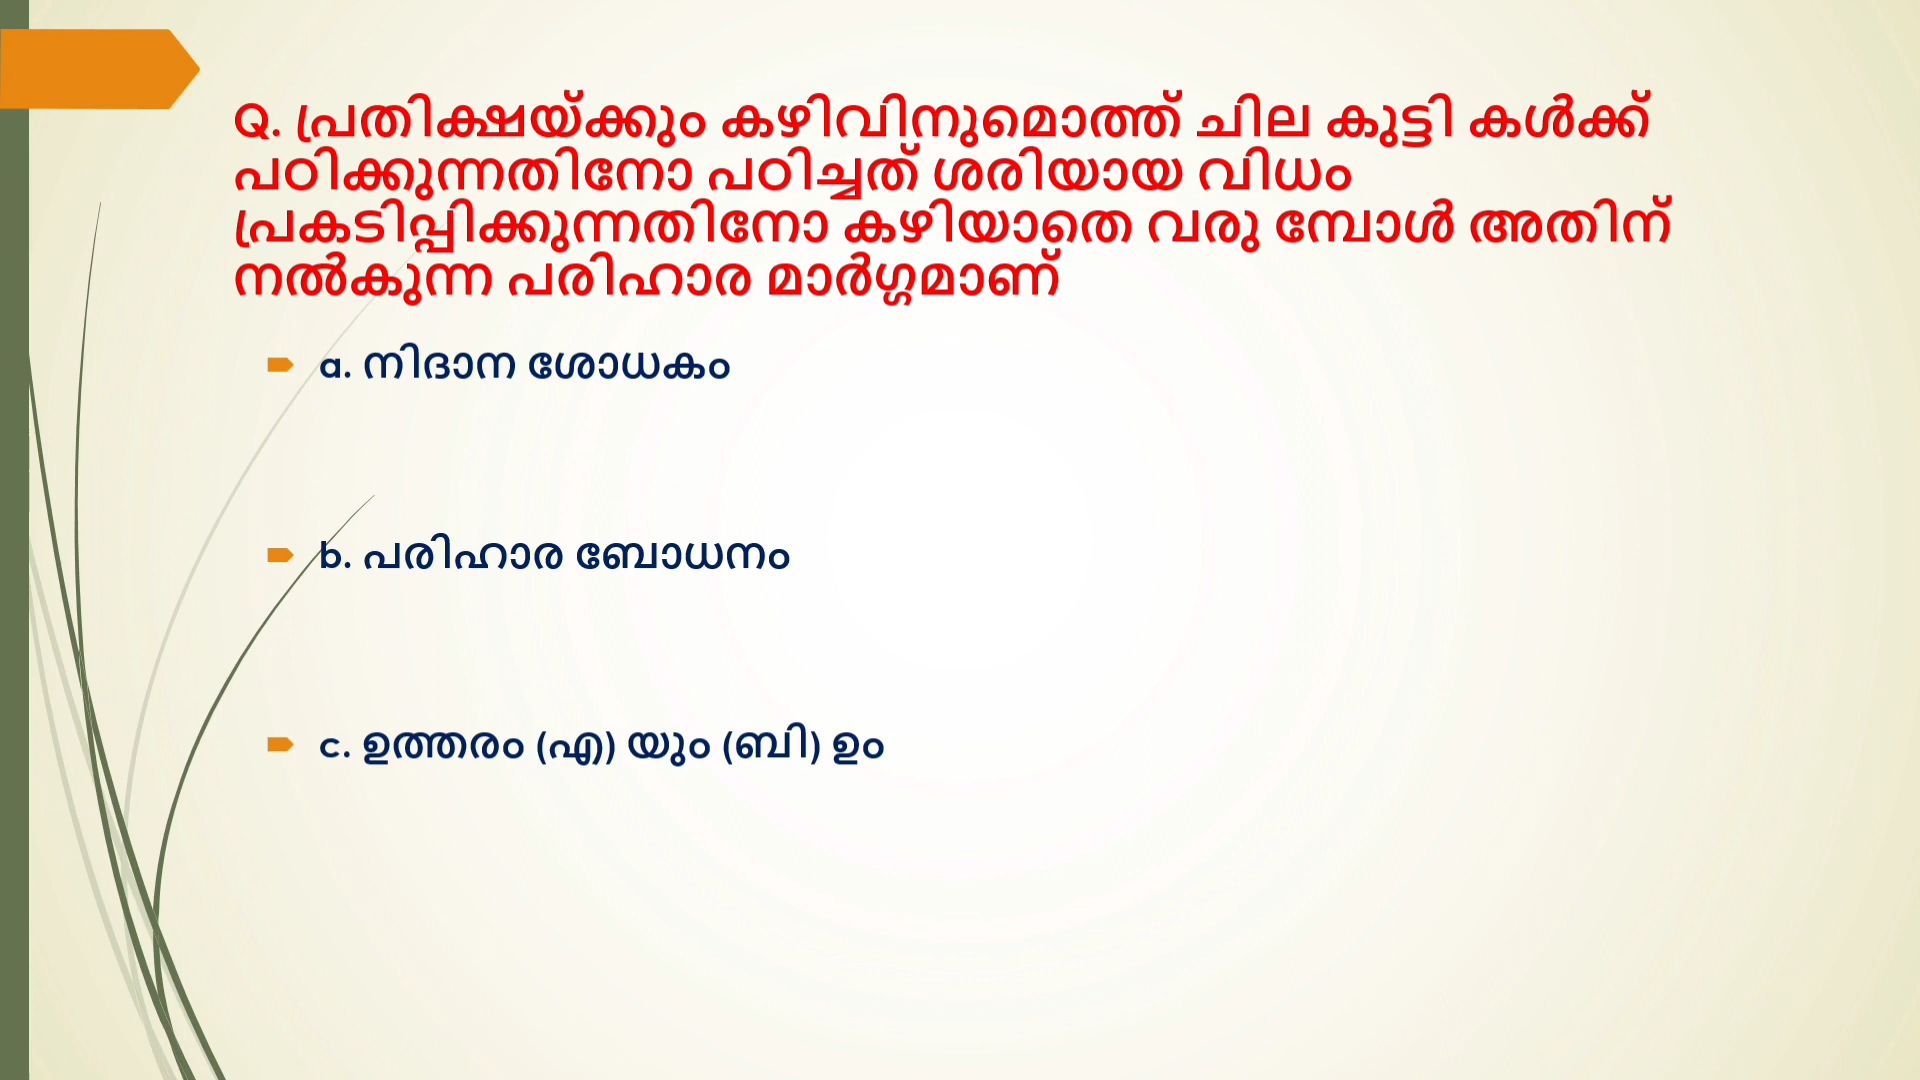 Q. പ്രതിക്ഷയ്ക്കും കഴിവിനുമൊത്ത് ചില കുട്ടി കൾക്ക്
പഠിക്കുന്നതിനോ പഠിച്ചത് ശരിയായ വിധം
പ്രകടിപ്പിക്കുന്നതിനോ കഴിയാതെ വരു മ്പോൾ അതിന്
നൽകുന്ന പരിഹാര മാർഗ്ഗമാണ്
a. നിദാന ശോധകം
b. പരിഹാര ബോധനം
c. ഉത്തരം (എ) യും (ബി) ഉം